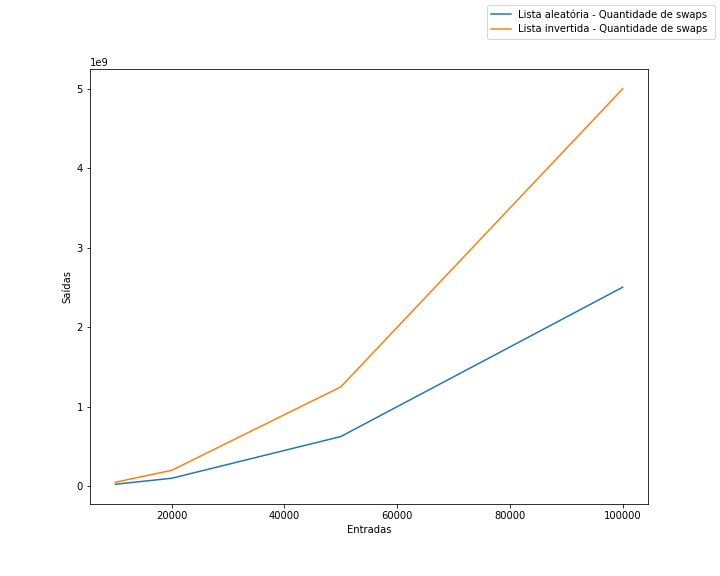 Lista aleatória - Quantidade de swaps
Lista invertida - Quantidade de swaps
1e9
5
4
3
2
1
0
Saídas
20000 40000 60000 80000 100000
Entradas